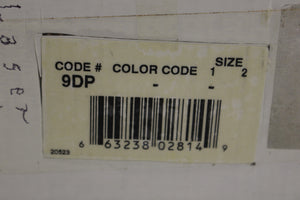 CODE # COLOR CODE 1 SIZE 2
9DP - -
6 63238 02814 9
20523